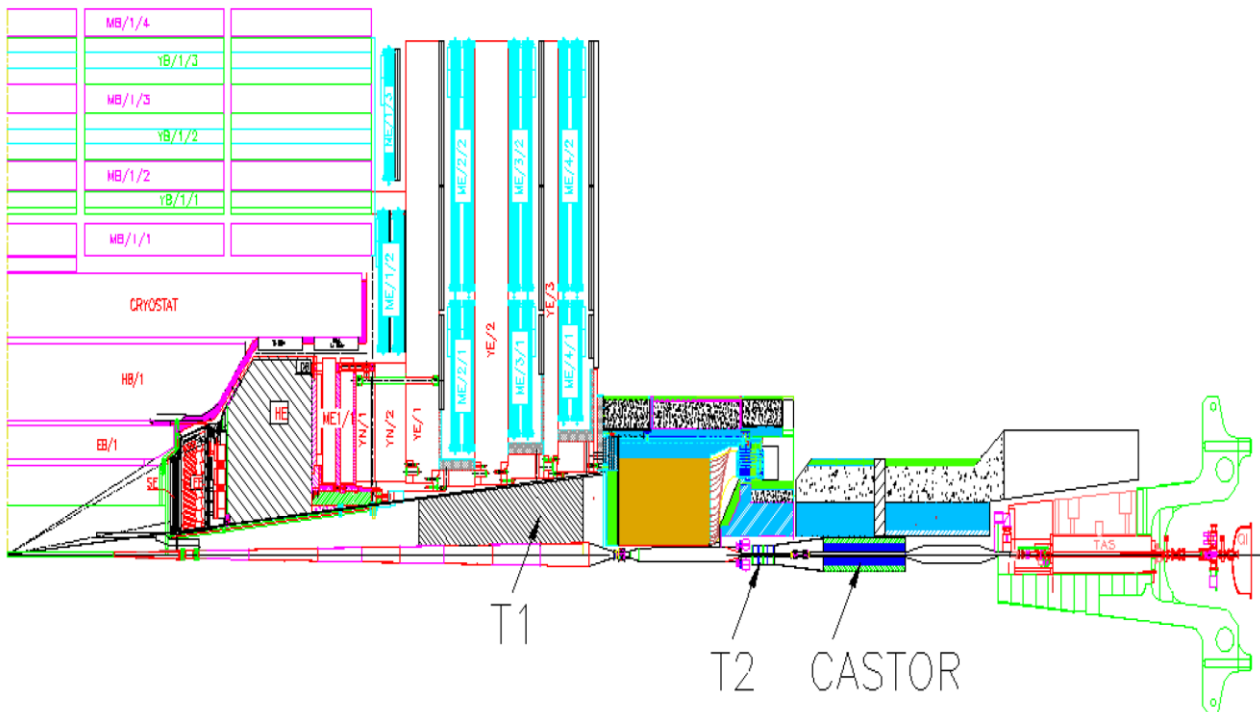 MB/1/4
YB/1/3
MB/1/3
YB/1/2
MB/1/2
YB/1/1
MB/1/1
CRYOSTAT
HB/1
EB/1
SE
HE
ME1/1
YN/1
YN/2
YE/1
ME/1/3
ME/1/2
ME/2/2
ME/2/1
YE/2
ME/3/2
ME/3/1
YE/3
ME/4/2
ME/4/1
TAS
Q1
T1
T2
CASTOR